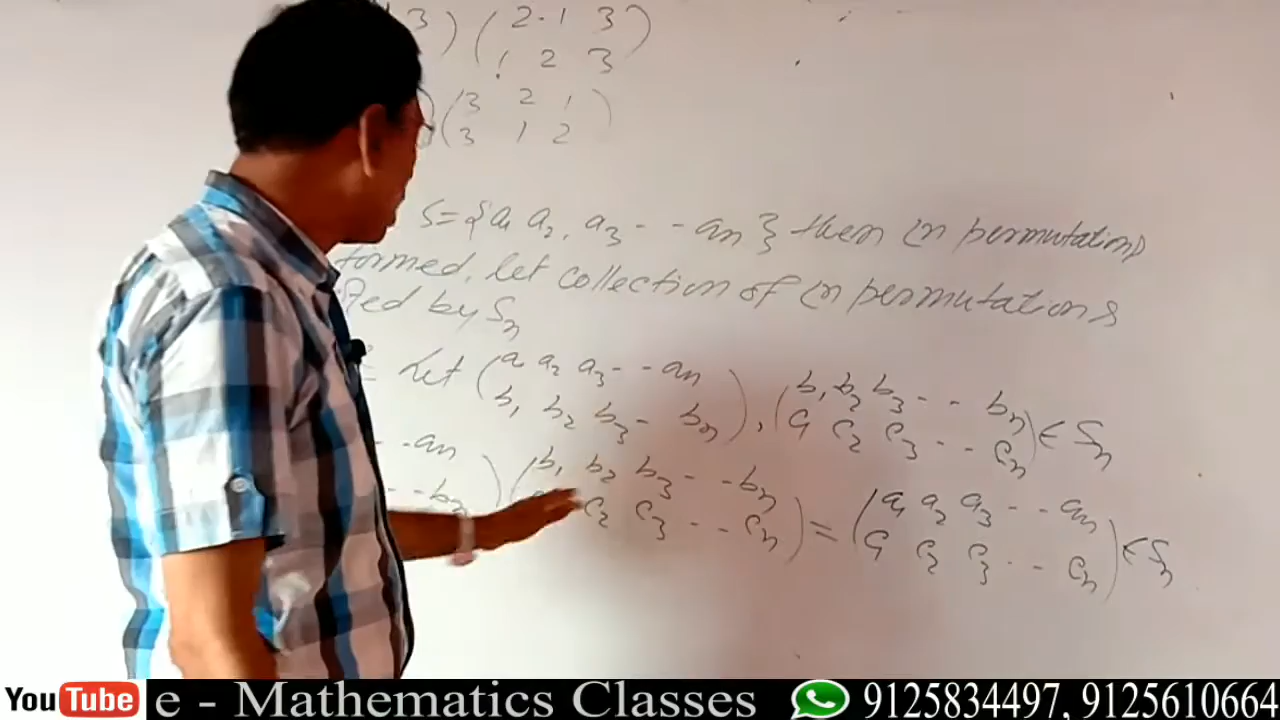 3 ) ( 2 1 3
1 2 3 )
) ( 3 2 1
3 1 2 )
S = { a1 a2, a3 - - an } then ⌊n permutations
formed. let collection of ⌊n permutations
by Sn
let ( a1 a2 a3 - - an ) , ( b1 b2 b3 - - bn ) ∈ Sn
b1 b2 b3 - bn c1 c2 c3 - - cn
- - an ) ( b1 b2 b3 - - bn ) = ( a1 a2 a3 - - an ) ∈ Sn
- - bn c2 c3 - - cn c1 c2 c3 - - cn
YouTube e - Mathematics Classes 9125834497, 9125610664